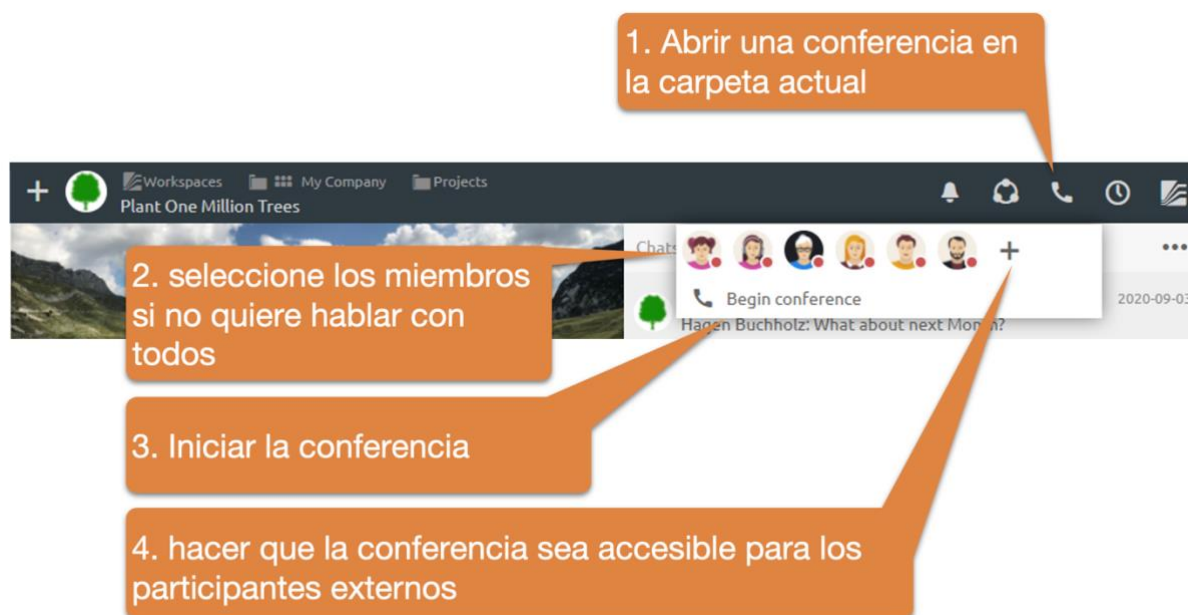 1. Abrir una conferencia en
la carpeta actual
Workspaces My Company Projects
Plant One Million Trees
Chats
2. seleccione los miembros
si no quiere hablar con
todos
Begin conference
2020-09-03
Hagen Buchholz: What about next Month?
3. Iniciar la conferencia
4. hacer que la conferencia sea accesible para los
participantes externos